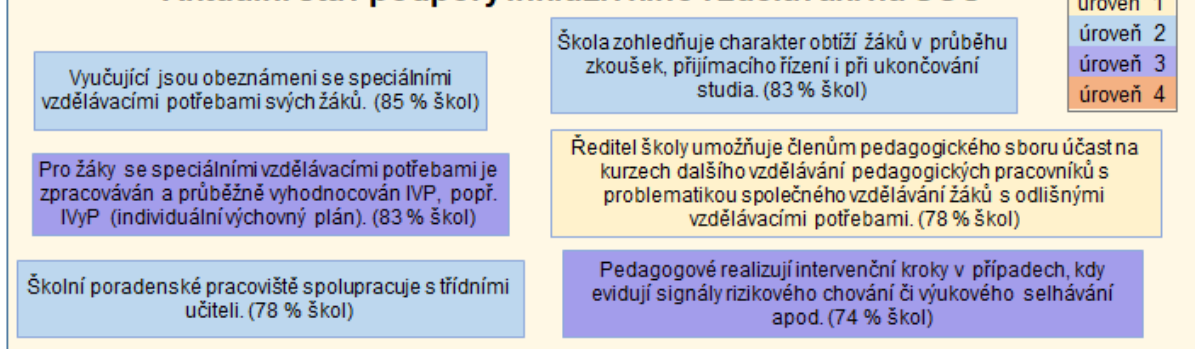 úroveň 1
úroveň 2
úroveň 3
úroveň 4
Vyučující jsou obeznámeni se speciálními
vzdělávacími potřebami svých žáků. (85 % škol)
Škola zohledňuje charakter obtíží žáků v průběhu
zkoušek, přijímacího řízení i při ukončování
studia. (83 % škol)
Pro žáky se speciálními vzdělávacími potřebami je
zpracováván a průběžně vyhodnocován IVP, popř.
IVyP (individuální výchovný plán). (83 % škol)
Ředitel školy umožňuje členům pedagogického sboru účast na
kurzech dalšího vzdělávání pedagogických pracovníků s
problematikou společného vzdělávání žáků s odlišnými
vzdělávacími potřebami. (78 % škol)
Školní poradenské pracoviště spolupracuje s třídními
učiteli. (78 % škol)
Pedagogové realizují intervenční kroky v případech, kdy
evidují signály rizikového chování či výukového selhávání
apod. (74 % škol)